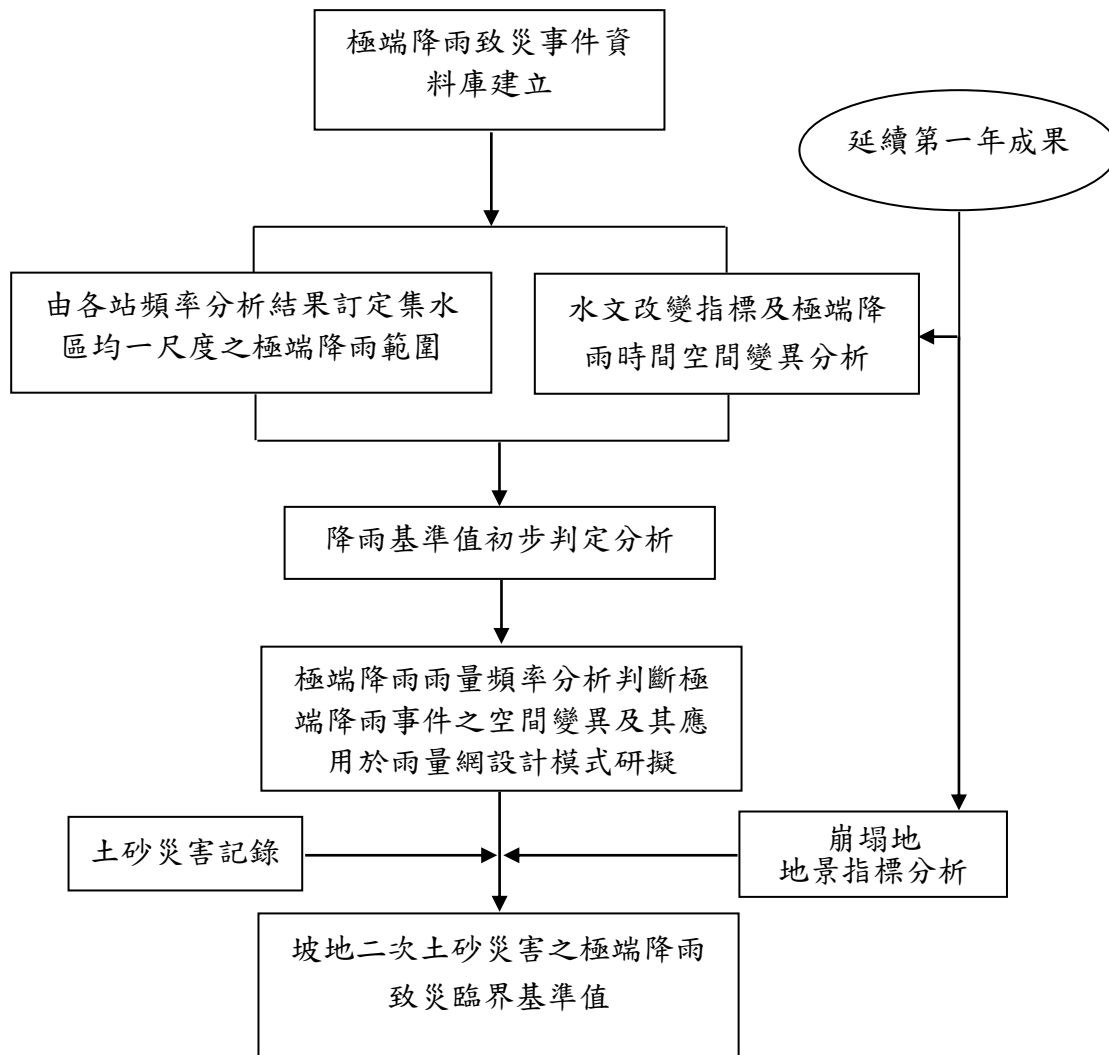 極端降雨致災事件資
料庫建立
延續第一年成果
由各站頻率分析結果訂定集水
區均一尺度之極端降雨範圍
水文改變指標及極端降
雨時間空間變異分析
降雨基準值初步判定分析
極端降雨雨量頻率分析判斷極
端降雨事件之空間變異及其應
用於雨量網設計模式研擬
土砂災害記錄
崩塌地
地景指標分析
坡地二次土砂災害之極端降雨
致災臨界基準值